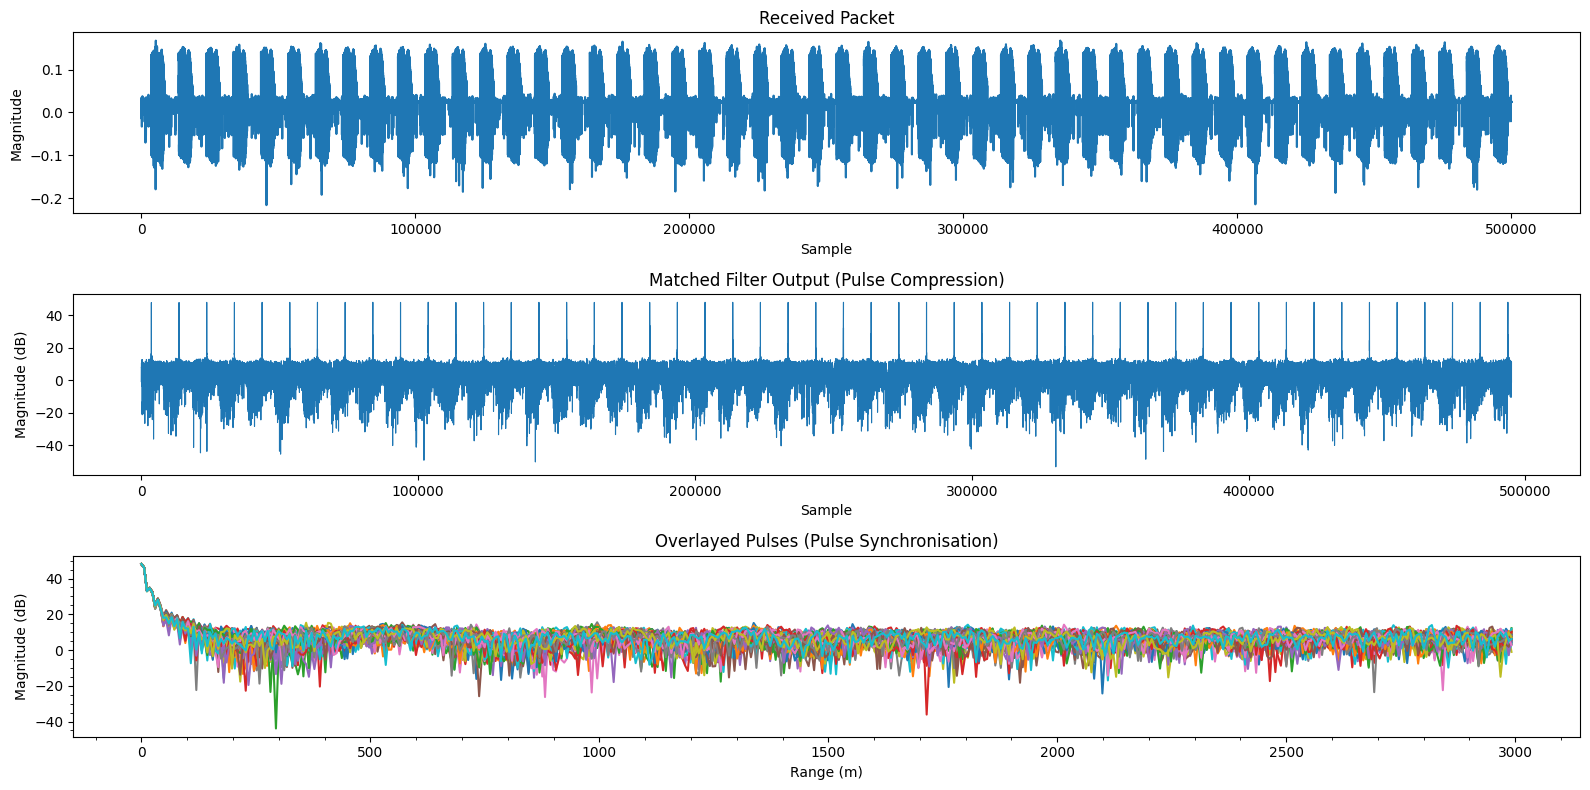 Received Packet
0.1
0.0
−0.1
−0.2
Magnitude
0 100000 200000 300000 400000 500000
Sample
Matched Filter Output (Pulse Compression)
40
20
0
−20
−40
Magnitude (dB)
0 100000 200000 300000 400000 500000
Sample
Overlayed Pulses (Pulse Synchronisation)
40
20
0
−20
−40
Magnitude (dB)
0 500 1000 1500 2000 2500 3000
Range (m)